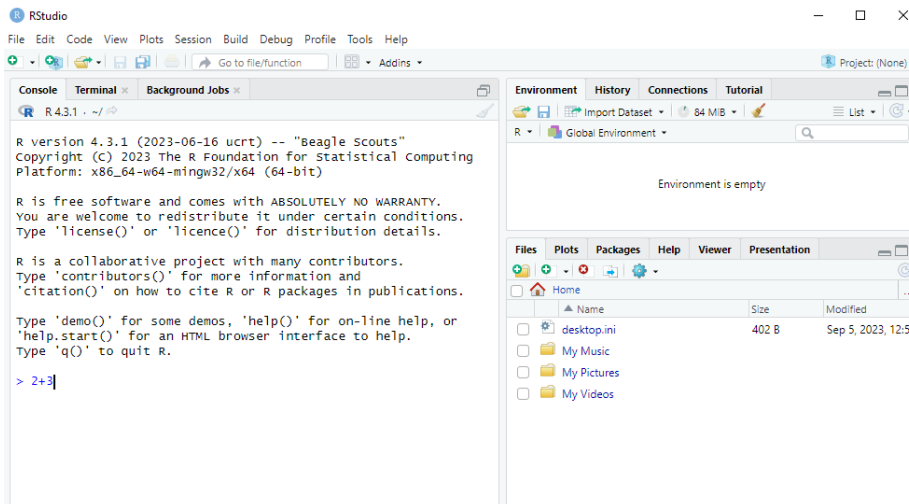 RStudio
File Edit Code View Plots Session Build Debug Profile Tools Help
Go to file/function Addins Project: (None)
Console Terminal Background Jobs
R 4.3.1 . ~/
R version 4.3.1 (2023-06-16 ucrt) -- "Beagle Scouts"
Copyright (C) 2023 The R Foundation for Statistical Computing
Platform: x86_64-w64-mingw32/x64 (64-bit)
R is free software and comes with ABSOLUTELY NO WARRANTY.
You are welcome to redistribute it under certain conditions.
Type 'license()' or 'licence()' for distribution details.
R is a collaborative project with many contributors.
Type 'contributors()' for more information and
'citation()' on how to cite R or R packages in publications.
Type 'demo()' for some demos, 'help()' for on-line help, or
'help.start()' for an HTML browser interface to help.
Type 'q()' to quit R.
> 2+3
Environment History Connections Tutorial
Import Dataset 84 MiB List
R Global Environment
Environment is empty
Files Plots Packages Help Viewer Presentation
Home
Name Size Modified
desktop.ini 402 B Sep 5, 2023, 12:5
My Music
My Pictures
My Videos